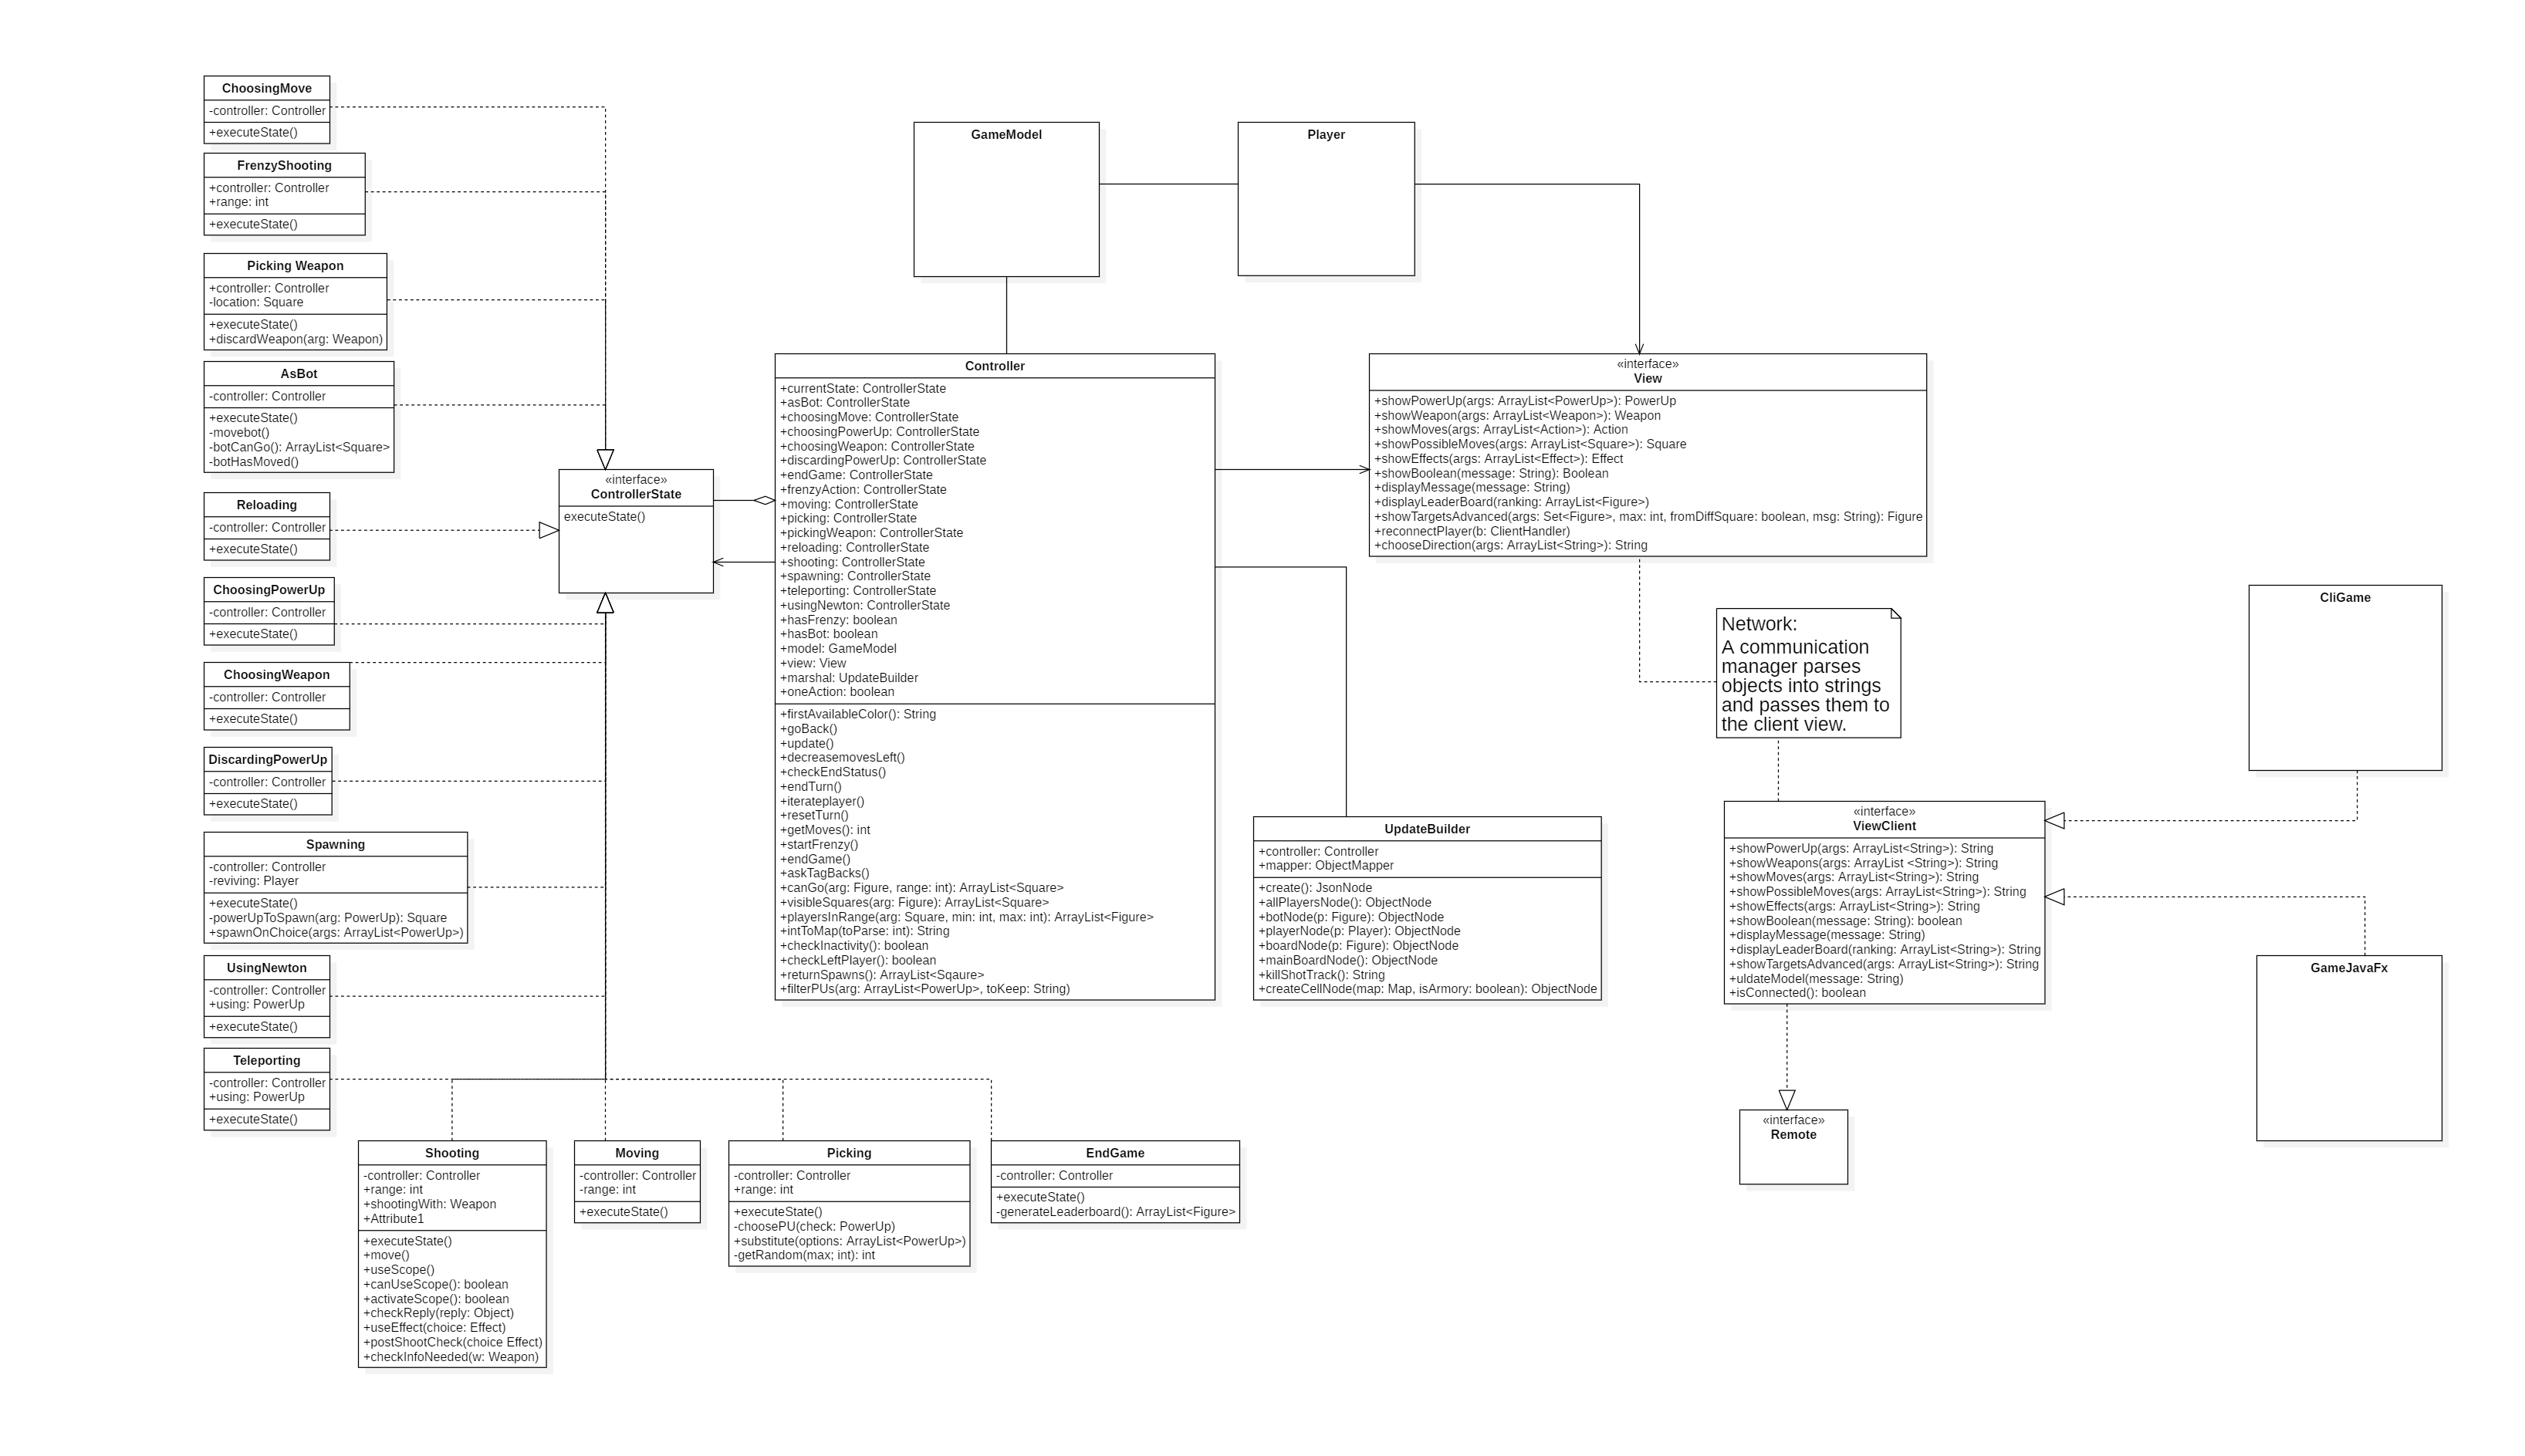 ChoosingMove
-controller: Controller
+executeState()
FrenzyShooting
+controller: Controller
+range: int
+executeState()
Picking Weapon
+controller: Controller
-location: Square
+executeState()
+discardWeapon(arg: Weapon)
AsBot
-controller: Controller
+executeState()
-movebot()
-botCanGo(): ArrayList<Square>
-botHasMoved()
Reloading
-controller: Controller
+executeState()
ChoosingPowerUp
-controller: Controller
+executeState()
ChoosingWeapon
-controller: Controller
+executeState()
DiscardingPowerUp
-controller: Controller
+executeState()
Spawning
-controller: Controller
-reviving: Player
+executeState()
-powerUpToSpawn(arg: PowerUp): Square
+spawnOnChoice(args: ArrayList<PowerUp>)
UsingNewton
-controller: Controller
+using: PowerUp
+executeState()
Teleporting
-controller: Controller
+using: PowerUp
+executeState()
Shooting
-controller: Controller
+range: int
+shootingWith: Weapon
+Attribute1
+executeState()
+move()
+useScope()
+canUseScope(): boolean
+activateScope(): boolean
+checkReply(reply: Object)
+useEffect(choice: Effect)
+postShootCheck(choice Effect)
+checkInfoNeeded(w: Weapon)
Moving
-controller: Controller
-range: int
+executeState()
Picking
-controller: Controller
+range: int
+executeState()
-choosePU(check: PowerUp)
+substitute(options: ArrayList<PowerUp>)
-getRandom(max; int): int
EndGame
-controller: Controller
+executeState()
-generateLeaderboard(): ArrayList<Figure>
«interface»
ControllerState
executeState()
GameModel
Player
Controller
+currentState: ControllerState
+asBot: ControllerState
+choosingMove: ControllerState
+choosingPowerUp: ControllerState
+choosingWeapon: ControllerState
+discardingPowerUp: ControllerState
+endGame: ControllerState
+frenzyAction: ControllerState
+moving: ControllerState
+picking: ControllerState
+pickingWeapon: ControllerState
+reloading: ControllerState
+shooting: ControllerState
+spawning: ControllerState
+teleporting: ControllerState
+usingNewton: ControllerState
+hasFrenzy: boolean
+hasBot: boolean
+model: GameModel
+view: View
+marshal: UpdateBuilder
+oneAction: boolean
+firstAvailableColor(): String
+goBack()
+update()
+decreasemovesLeft()
+checkEndStatus()
+endTurn()
+iterateplayer()
+resetTurn()
+getMoves(): int
+startFrenzy()
+endGame()
+askTagBacks()
+canGo(arg: Figure, range: int): ArrayList<Square>
+visibleSquares(arg: Figure): ArrayList<Square>
+playersInRange(arg: Square, min: int, max: int): ArrayList<Figure>
+intToMap(toParse: int): String
+checkInactivity(): boolean
+checkLeftPlayer(): boolean
+returnSpawns(): ArrayList<Sqaure>
+filterPUs(arg: ArrayList<PowerUp>, toKeep: String)
«interface»
View
+showPowerUp(args: ArrayList<PowerUp>): PowerUp
+showWeapon(args: ArrayList<Weapon>): Weapon
+showMoves(args: ArrayList<Action>): Action
+showPossibleMoves(args: ArrayList<Square>): Square
+showEffects(args: ArrayList<Effect>): Effect
+showBoolean(message: String): Boolean
+displayMessage(message: String)
+displayLeaderBoard(ranking: ArrayList<Figure>)
+showTargetsAdvanced(args: Set<Figure>, max: int, fromDiffSquare: boolean, msg: String): Figure
+reconnectPlayer(b: ClientHandler)
+chooseDirection(args: ArrayList<String>): String
Network:
A communication
manager parses
objects into strings
and passes them to
the client view.
UpdateBuilder
+controller: Controller
+mapper: ObjectMapper
+create(): JsonNode
+allPlayersNode(): ObjectNode
+botNode(p: Figure): ObjectNode
+playerNode(p: Player): ObjectNode
+boardNode(p: Figure): ObjectNode
+mainBoardNode(): ObjectNode
+killShotTrack(): String
+createCellNode(map: Map, isArmory: boolean): ObjectNode
«interface»
ViewClient
+showPowerUp(args: ArrayList<String>): String
+showWeapons(args: ArrayList <String>): String
+showMoves(args: ArrayList<String>): String
+showPossibleMoves(args: ArrayList<String>): String
+showEffects(args: ArrayList<String>): String
+showBoolean(message: String): boolean
+displayMessage(message: String)
+displayLeaderBoard(ranking: ArrayList<String>): String
+showTargetsAdvanced(args: ArrayList<String>): String
+uldateModel(message: String)
+isConnected(): boolean
«interface»
Remote
CliGame
GameJavaFx